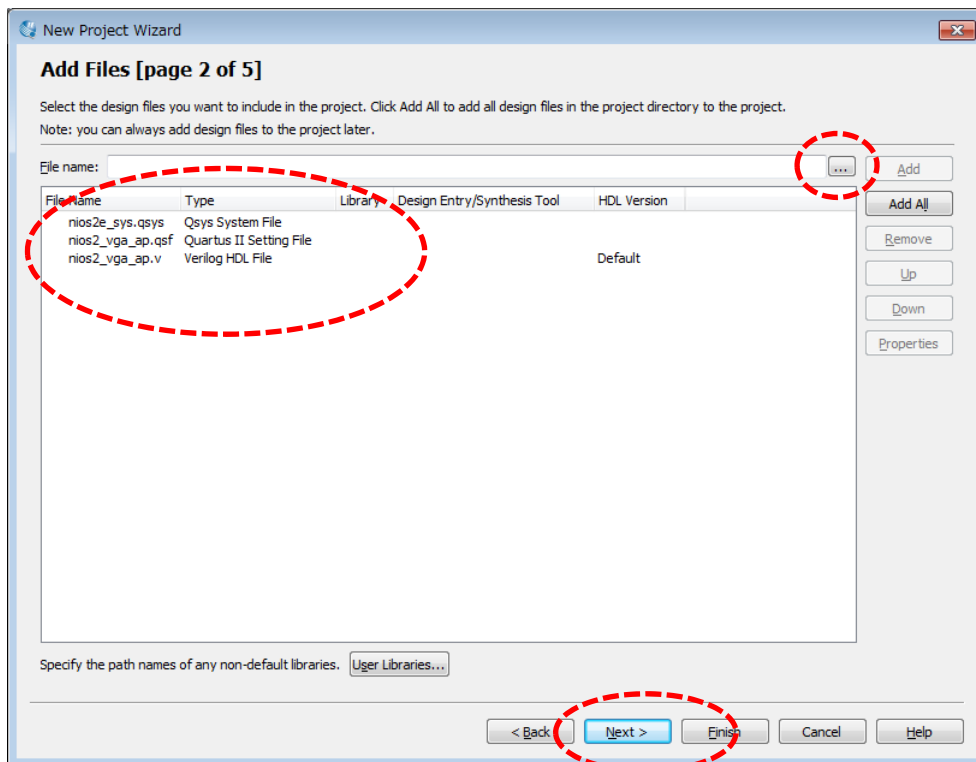 New Project Wizard
Add Files [page 2 of 5]
Select the design files you want to include in the project. Click Add All to add all design files in the project directory to the project.
Note: you can always add design files to the project later.
File name: ... Add
File Name Type Library Design Entry/Synthesis Tool HDL Version Add All
nios2e_sys.qsys Qsys System File
nios2_vga_ap.qsf Quartus II Setting File Remove
nios2_vga_ap.v Verilog HDL File Default
Up
Down
Properties
Specify the path names of any non-default libraries. User Libraries...
< Back Next > Finish Cancel Help